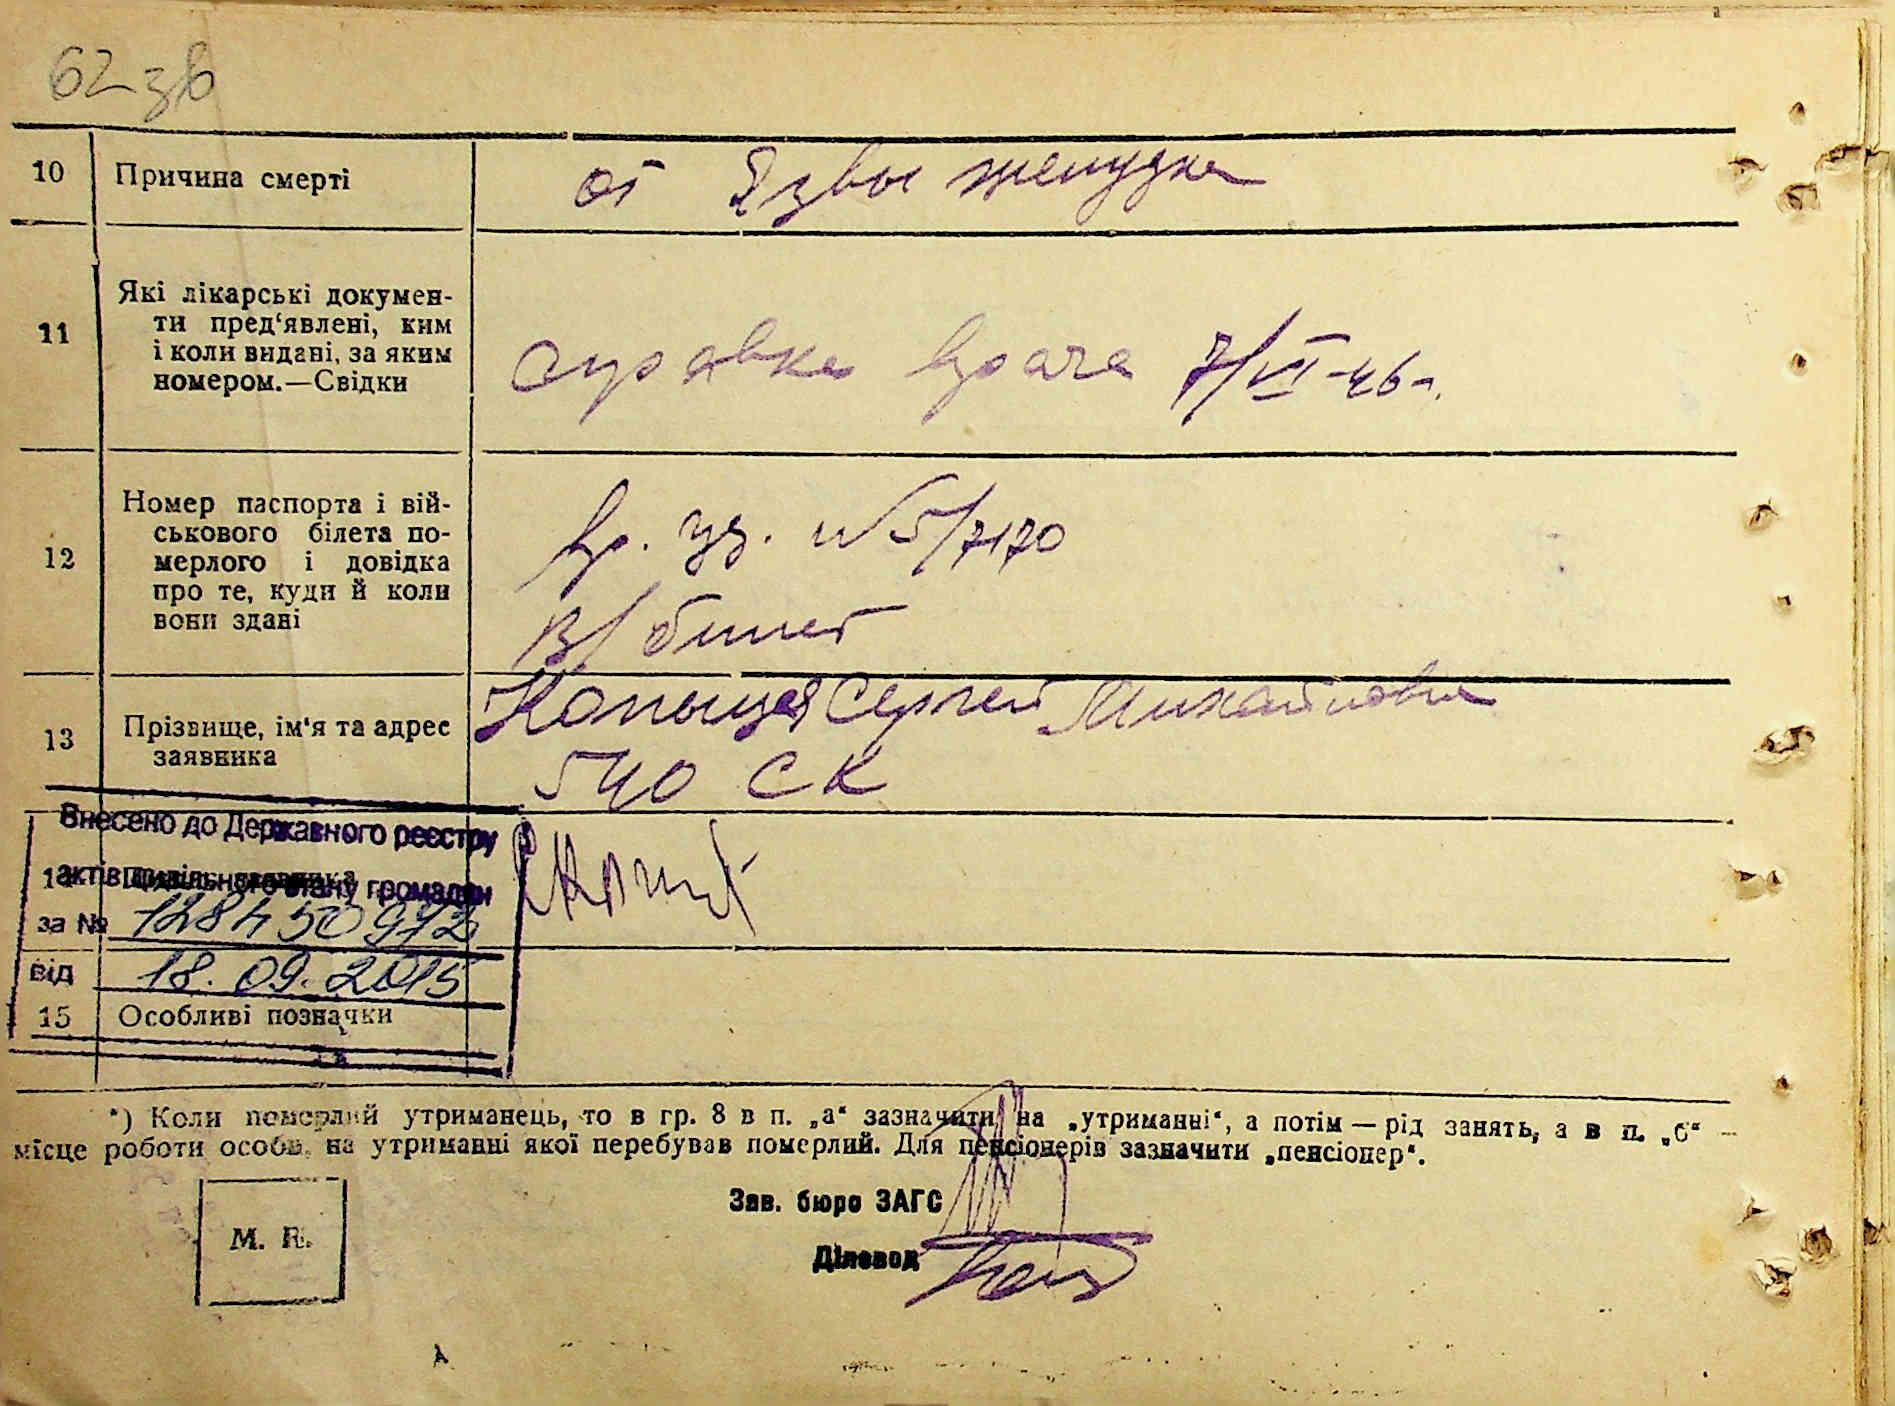 62 зв
10 Причина смерті от Язвы желудка
11 Які лікарські докумен-
ти пред‘явлені, ким
і коли видані, за яким
номером.—Свідки
справка врача 7/VI-46 г.
12 Номер паспорта і вій-
ськового білета по-
мерлого і довідка
про те, куди й коли
вони здані
вр. уд. №5/7170
в/билет
13 Прізвище, ім‘я та адрес
заявника
Сергей Михайлович
540 СК
Внесено до Державного реєстру
актів цивільного стану громадян
за № 128450972
від 18.09.2015
15 Особливі позначки
*) Коли померлий утриманець, то в гр. 8 в п. „а“ зазначити на „утриманні“, а потім — рід занять, а в п. „б“ —
місце роботи особи, на утриманні якої перебував померлий. Для пенсіонерів зазначити „пенсіонер“.
Зав. бюро ЗАГС
Діловод
М. П.